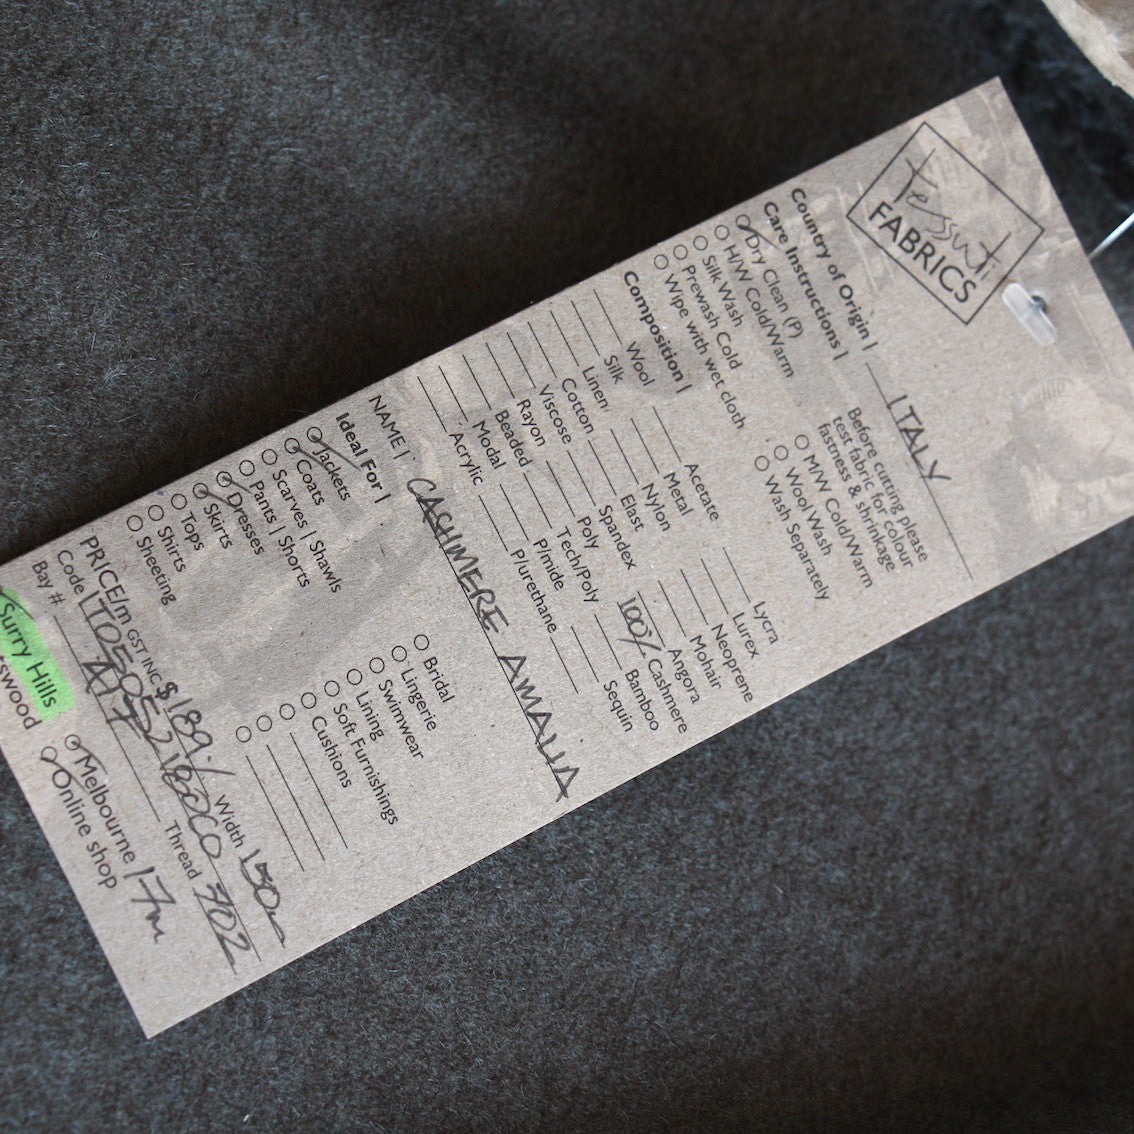 Tessuti
FABRICS
Country of Origin | ITALY
Care Instructions |
Dry Clean (P)
H/W Cold/Warm
Silk Wash
Prewash Cold
Wipe with wet cloth
Before cutting please
test fabric for colour
fastness & shrinkage
M/W Cold/Warm
Wool Wash
Wash Separately
Composition |
Wool
Silk
Linen
Cotton
Viscose
Rayon
Beaded
Modal
Acrylic
Acetate
Metal
Nylon
Elast
Spandex
Poly
Tech/Poly
P/mide
P/urethane
Lycra
Lurex
Neoprene
Mohair
Angora
100% Cashmere
Bamboo
Sequin
NAME | CASHMERE AMALIA
Ideal For |
Jackets
Coats
Scarves | Shawls
Pants | Shorts
Dresses
Skirts
Tops
Shirts
Sheeting
Bridal
Lingerie
Swimwear
Lining
Soft Furnishings
Cushions
PRICE/m GST INC $189./ Width 150m
Code Thread 702
Bay #
Surry Hills
tswood
Melbourne 17m
Online shop